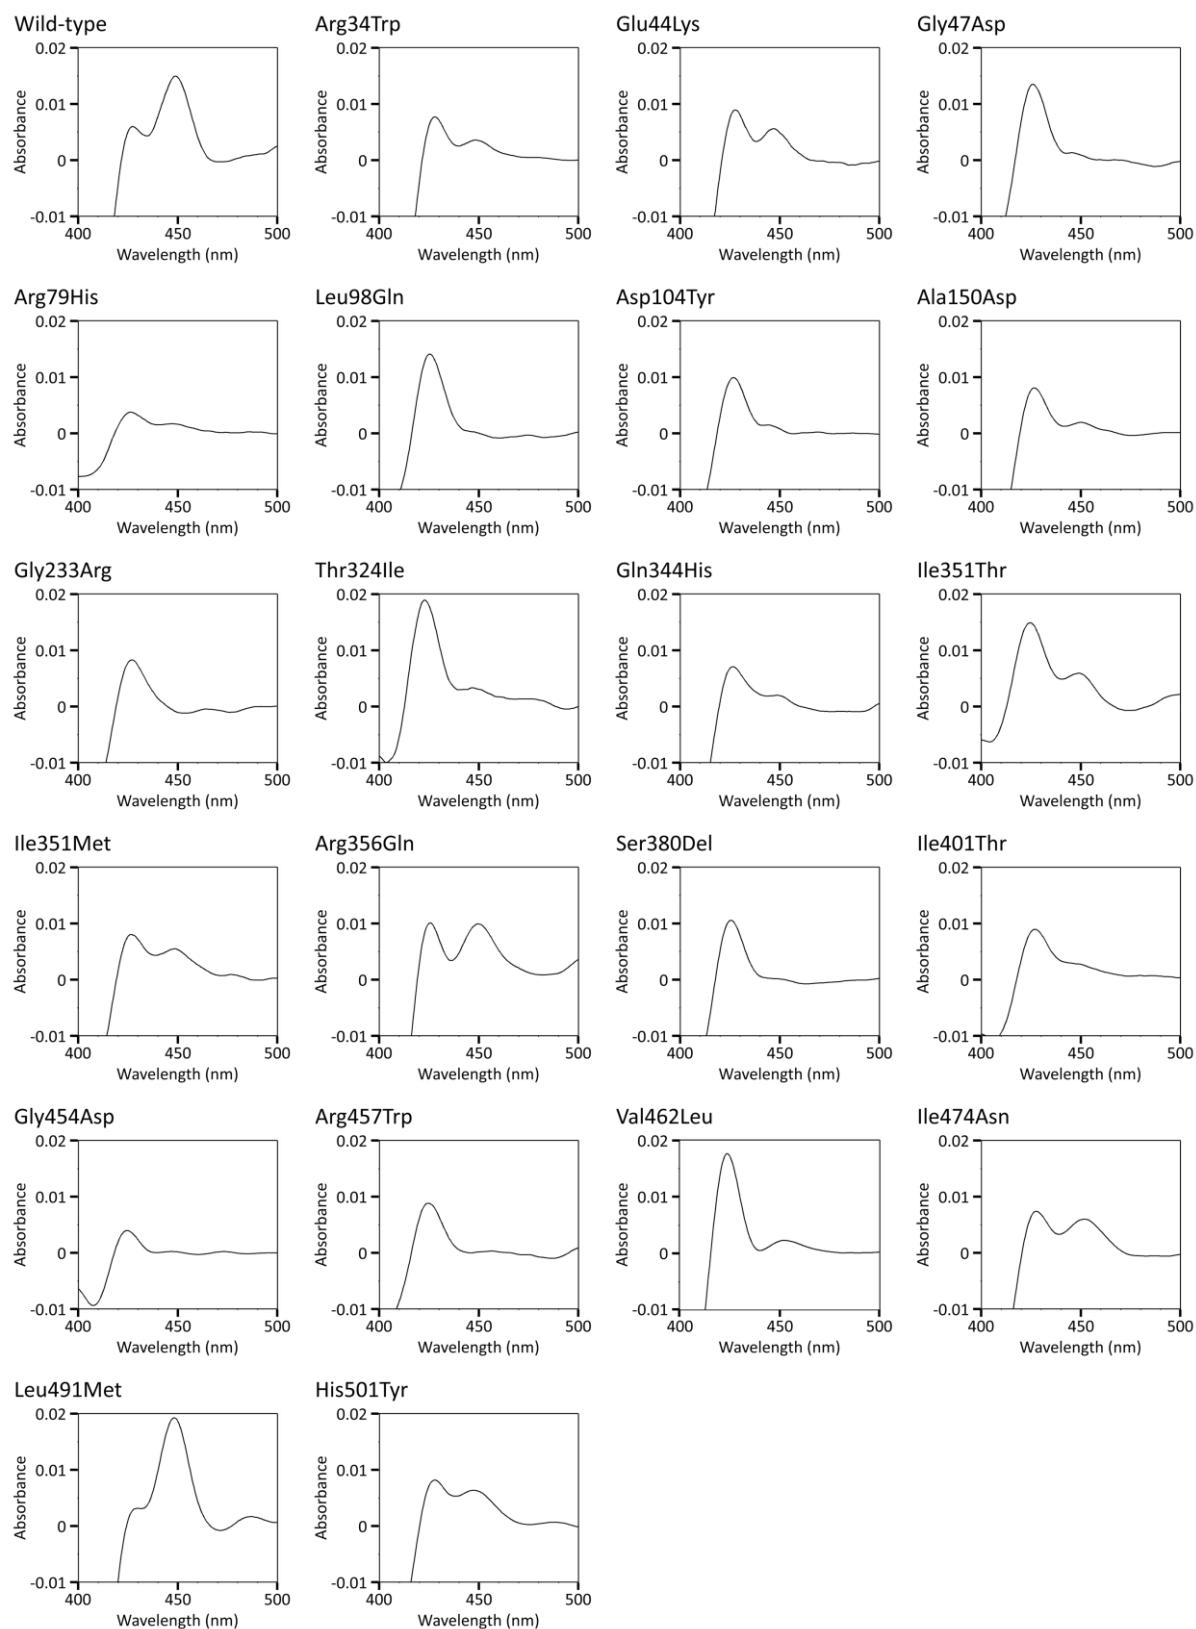 Wild-type
0.02
0.01
0
-0.01
Absorbance
400 450 500
Wavelength (nm)
Arg34Trp
0.02
0.01
0
-0.01
Absorbance
400 450 500
Wavelength (nm)
Glu44Lys
0.02
0.01
0
-0.01
Absorbance
400 450 500
Wavelength (nm)
Gly47Asp
0.02
0.01
0
-0.01
Absorbance
400 450 500
Wavelength (nm)
Arg79His
0.02
0.01
0
-0.01
Absorbance
400 450 500
Wavelength (nm)
Leu98Gln
0.02
0.01
0
-0.01
Absorbance
400 450 500
Wavelength (nm)
Asp104Tyr
0.02
0.01
0
-0.01
Absorbance
400 450 500
Wavelength (nm)
Ala150Asp
0.02
0.01
0
-0.01
Absorbance
400 450 500
Wavelength (nm)
Gly233Arg
0.02
0.01
0
-0.01
Absorbance
400 450 500
Wavelength (nm)
Thr324Ile
0.02
0.01
0
-0.01
Absorbance
400 450 500
Wavelength (nm)
Gln344His
0.02
0.01
0
-0.01
Absorbance
400 450 500
Wavelength (nm)
Ile351Thr
0.02
0.01
0
-0.01
Absorbance
400 450 500
Wavelength (nm)
Ile351Met
0.02
0.01
0
-0.01
Absorbance
400 450 500
Wavelength (nm)
Arg356Gln
0.02
0.01
0
-0.01
Absorbance
400 450 500
Wavelength (nm)
Ser380Del
0.02
0.01
0
-0.01
Absorbance
400 450 500
Wavelength (nm)
Ile401Thr
0.02
0.01
0
-0.01
Absorbance
400 450 500
Wavelength (nm)
Gly454Asp
0.02
0.01
0
-0.01
Absorbance
400 450 500
Wavelength (nm)
Arg457Trp
0.02
0.01
0
-0.01
Absorbance
400 450 500
Wavelength (nm)
Val462Leu
0.02
0.01
0
-0.01
Absorbance
400 450 500
Wavelength (nm)
Ile474Asn
0.02
0.01
0
-0.01
Absorbance
400 450 500
Wavelength (nm)
Leu491Met
0.02
0.01
0
-0.01
Absorbance
400 450 500
Wavelength (nm)
His501Tyr
0.02
0.01
0
-0.01
Absorbance
400 450 500
Wavelength (nm)